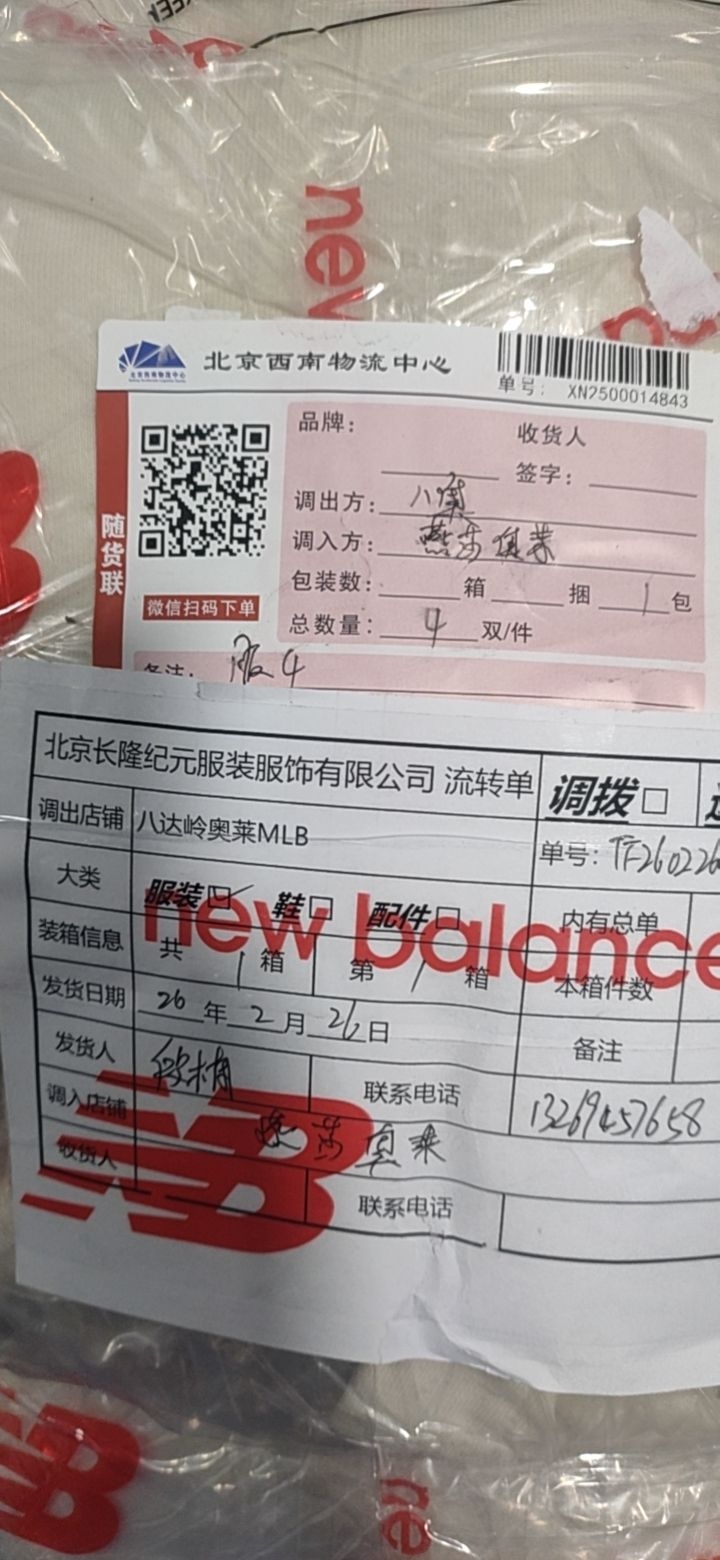 new
北京西南物流中心
单号: XN2500014843
随货联
微信扫码下单
品牌:
收货人
签字:
调出方: 八
调入方: 燕莎奥莱
包装数: 箱 捆 1 包
总数量: 4 双/件
备注: 服4
北京长隆纪元服装服饰有限公司 流转单 调拨□
调出店铺 八达岭奥莱MLB 单号: TF260226
大类 服装☑ 鞋□ 配件□ 内有总单
new balance
装箱信息 共 1 箱 第 1 箱 本箱件数
发货日期 26 年 2 月 26 日 备注
发货人 联系电话 13269457658
调入店铺 燕莎奥莱
收货人 联系电话
NB
NB
ne